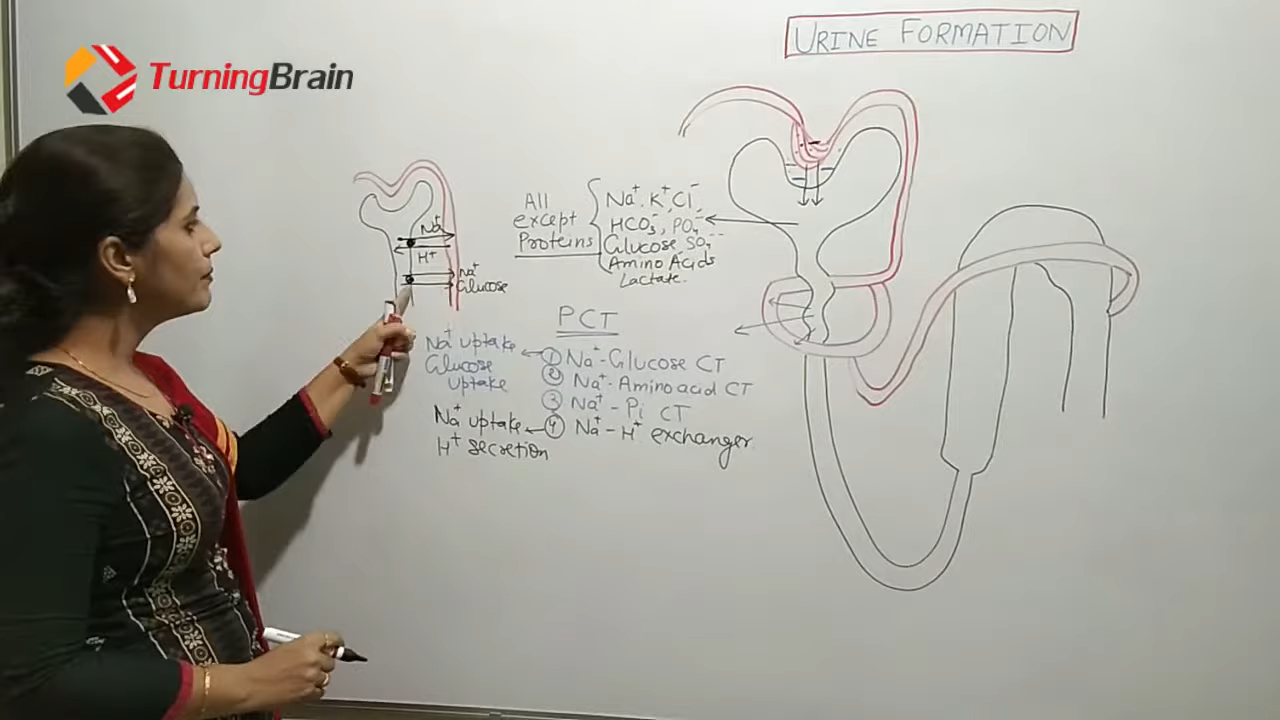 TurningBrain
URINE FORMATION
Na+
H+
Na+
Glucose
All
except
Proteins
Na+, K+, Cl-,
HCO3-, PO4--
Glucose SO4--
Amino Acids
Lactate.
PCT
Na+ uptake
Glucose
uptake
① Na+-Glucose CT
② Na+-Amino acid CT
③ Na+ - Pi CT
④ Na+ - H+ exchanger
Na+ uptake
H+ secretion